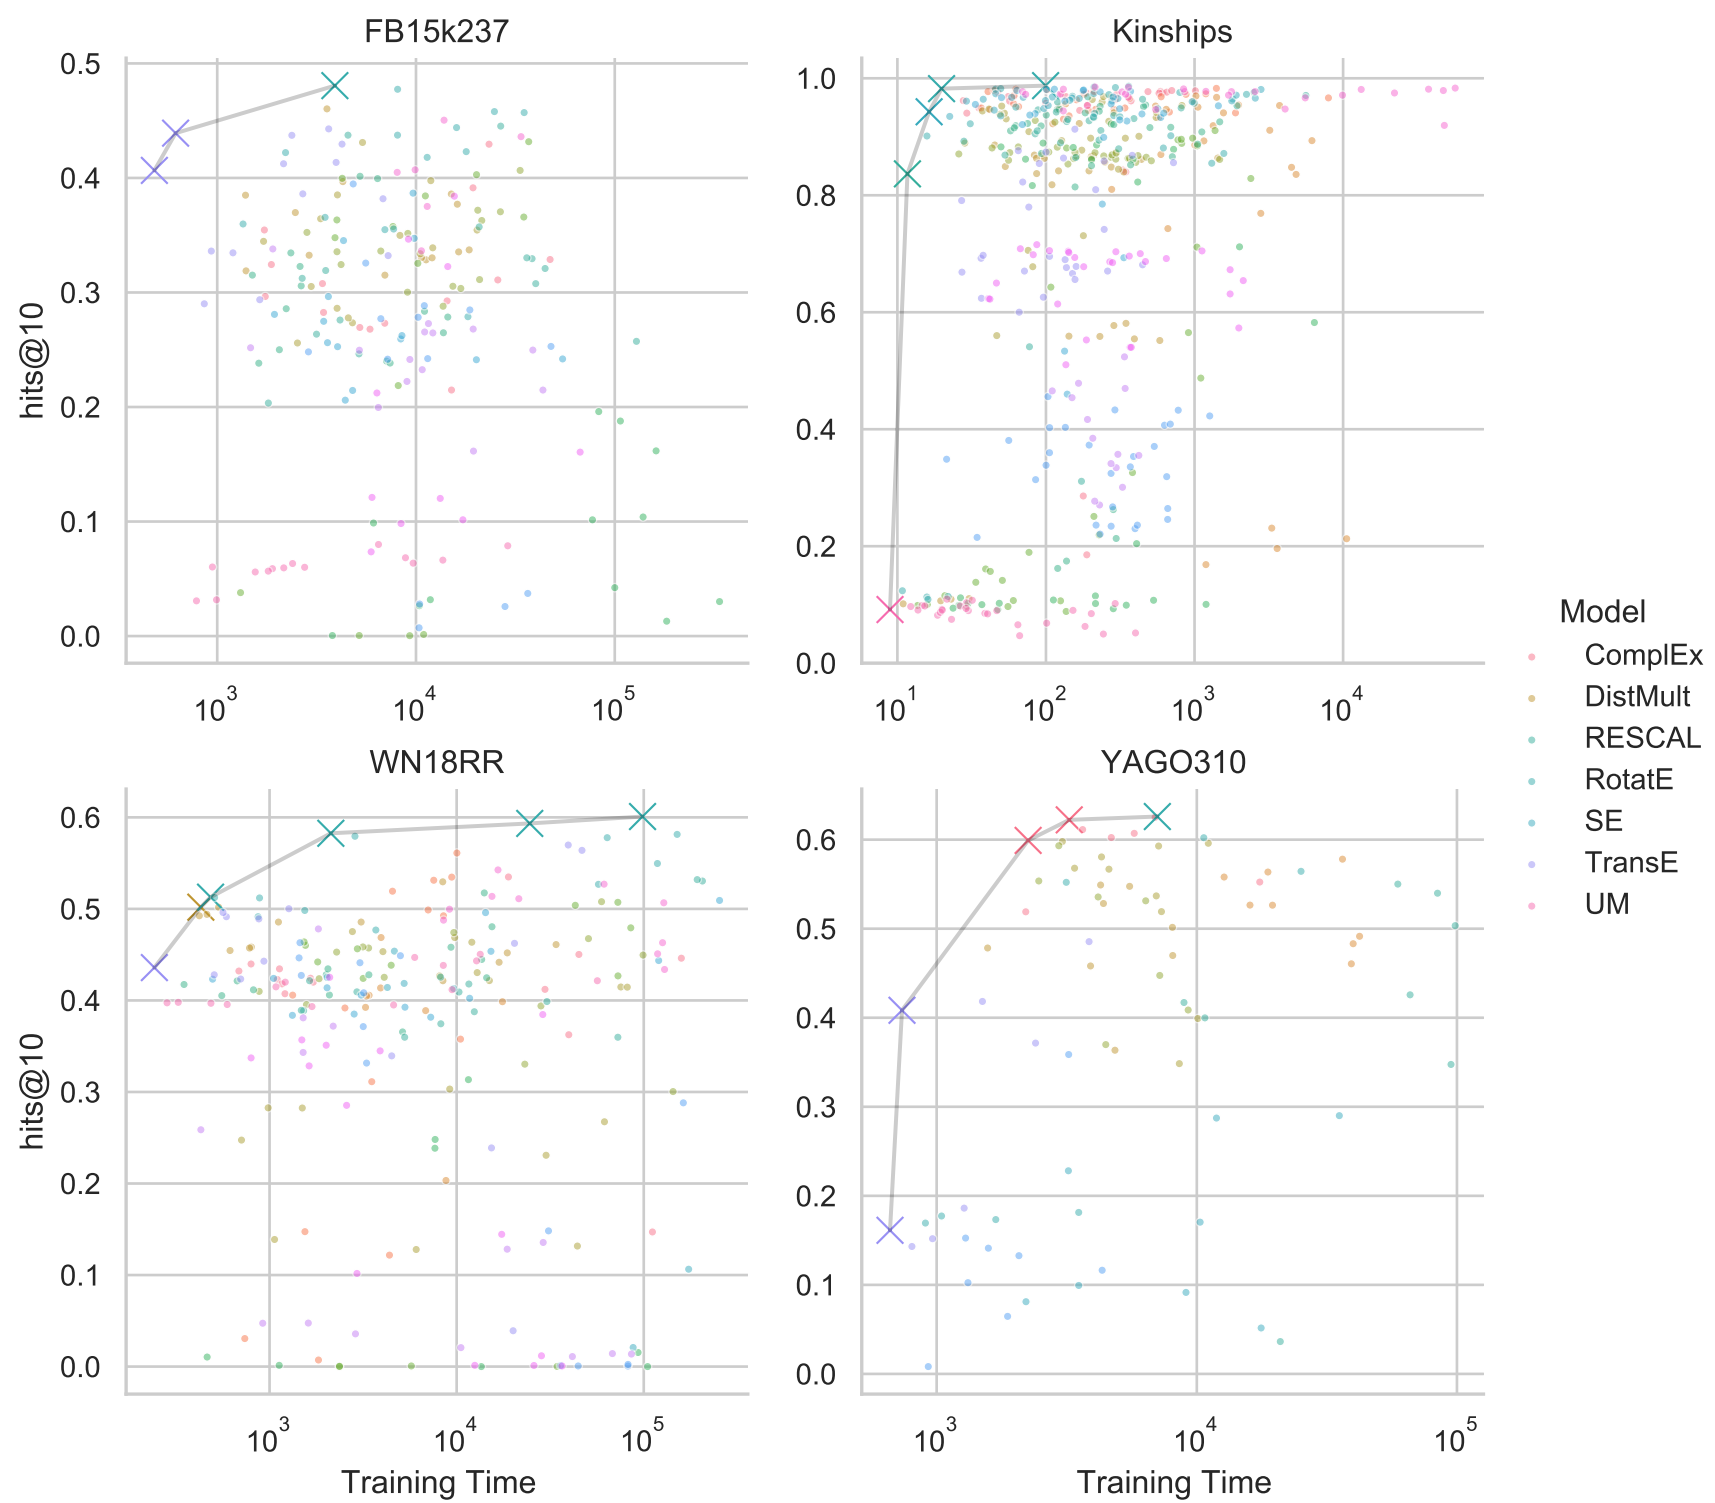 FB15k237
Kinships
0.5
0.4
0.3
0.2
0.1
0.0
hits@10
10^3
10^4
10^5
1.0
0.8
0.6
0.4
0.2
0.0
10^1
10^2
10^3
10^4
WN18RR
YAGO310
0.6
0.5
0.4
0.3
0.2
0.1
0.0
hits@10
10^3
10^4
10^5
Training Time
0.6
0.5
0.4
0.3
0.2
0.1
0.0
10^3
10^4
10^5
Training Time
Model
ComplEx
DistMult
RESCAL
RotatE
SE
TransE
UM